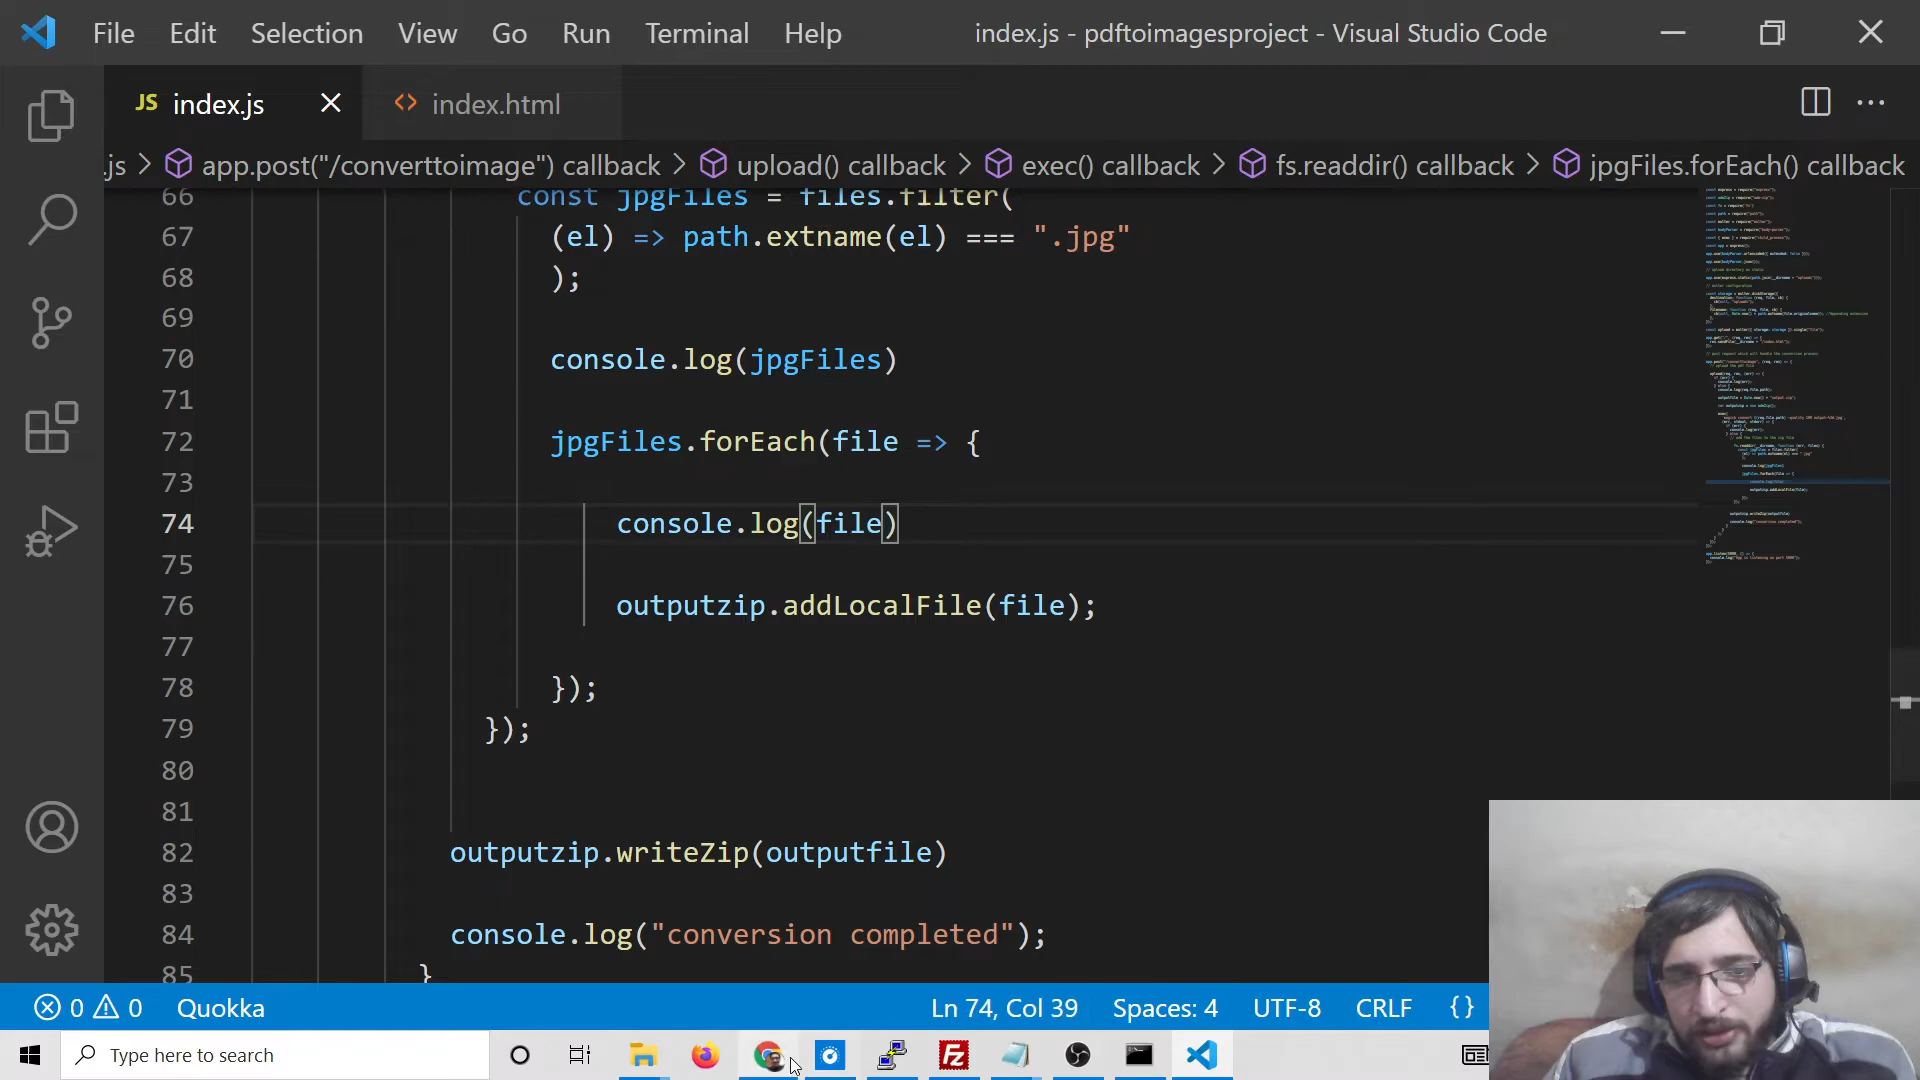 File Edit Selection View Go Run Terminal Help index.js - pdftoimagesproject - Visual Studio Code
JS index.js index.html
.js > app.post("/converttoimage") callback > upload() callback > exec() callback > fs.readdir() callback > jpgFiles.forEach() callback
66 const jpgFiles = files.filter(
67 (el) => path.extname(el) === ".jpg"
68 );
69
70 console.log(jpgFiles)
71
72 jpgFiles.forEach(file => {
73
74 console.log(file)
75
76 outputzip.addLocalFile(file);
77
78 });
79 });
80
81
82 outputzip.writeZip(outputfile)
83
84 console.log("conversion completed");
85 }
0 0 Quokka Ln 74, Col 39 Spaces: 4 UTF-8 CRLF {}
Type here to search